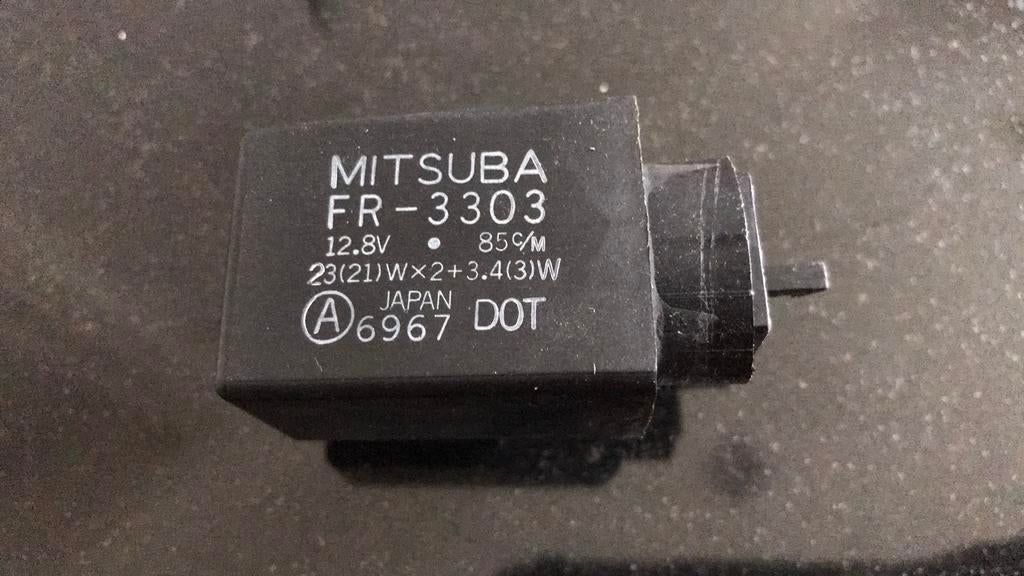 MITSUBA
FR-3303
12.8V • 85c/M
23(21)W×2+3.4(3)W
Ⓐ JAPAN 6967 DOT